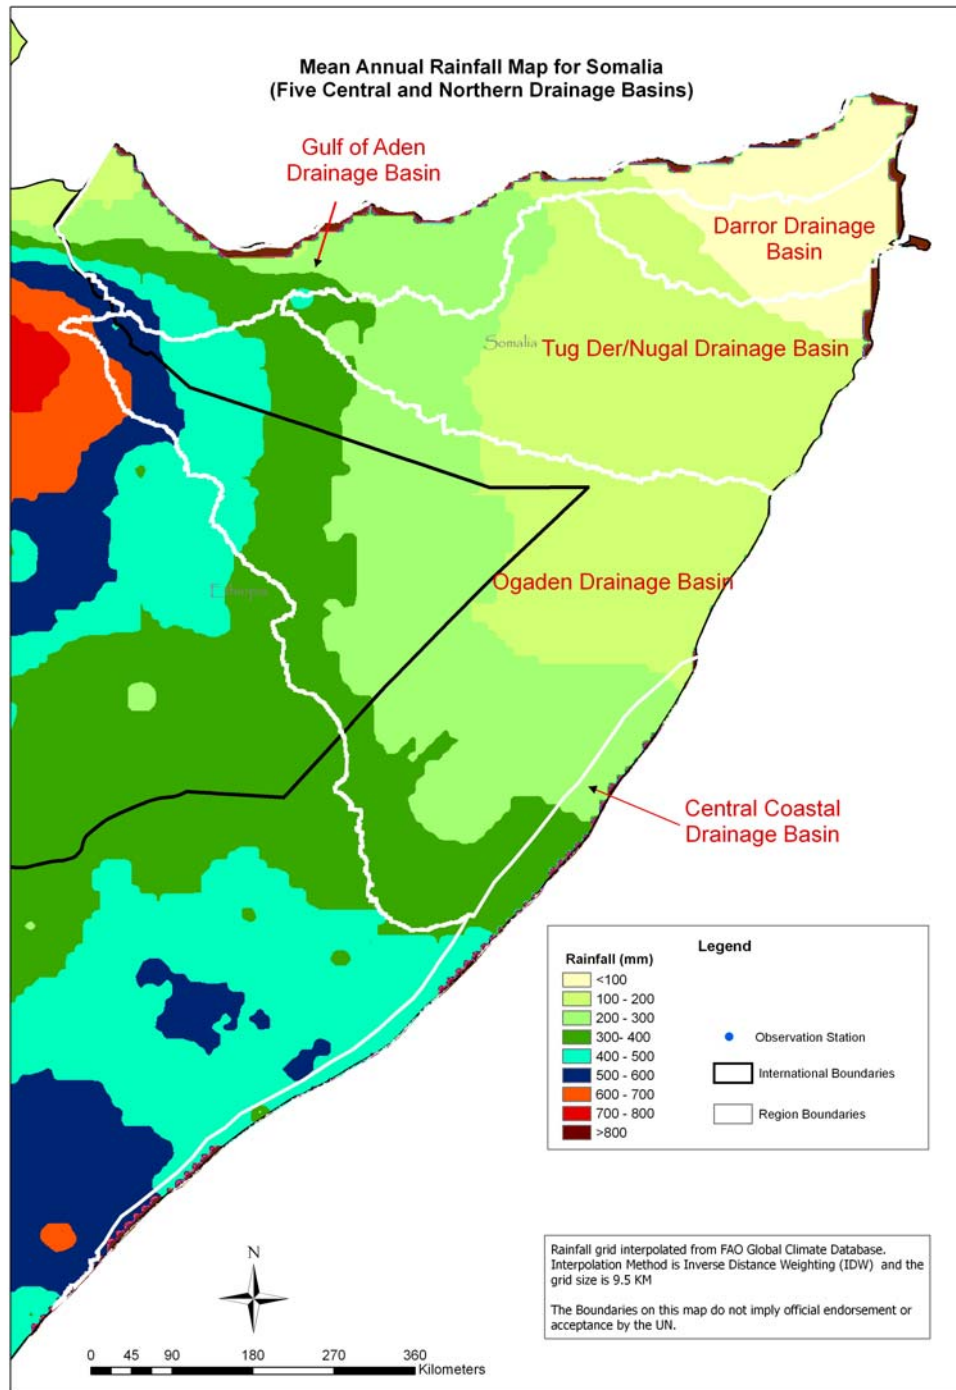 Mean Annual Rainfall Map for Somalia
(Five Central and Northern Drainage Basins)
Gulf of Aden
Drainage Basin
Darror Drainage
Basin
Somalia
Tug Der/Nugal Drainage Basin
Ethiopia
Ogaden Drainage Basin
Central Coastal
Drainage Basin
Legend
Rainfall (mm)
<100
100 - 200
200 - 300
300- 400
400 - 500
500 - 600
600 - 700
700 - 800
>800
Observation Station
International Boundaries
Region Boundaries
Rainfall grid interpolated from FAO Global Climate Database.
Interpolation Method is Inverse Distance Weighting (IDW) and the
grid size is 9.5 KM
The Boundaries on this map do not imply official endorsement or
acceptance by the UN.
N
0 45 90 180 270 360
Kilometers